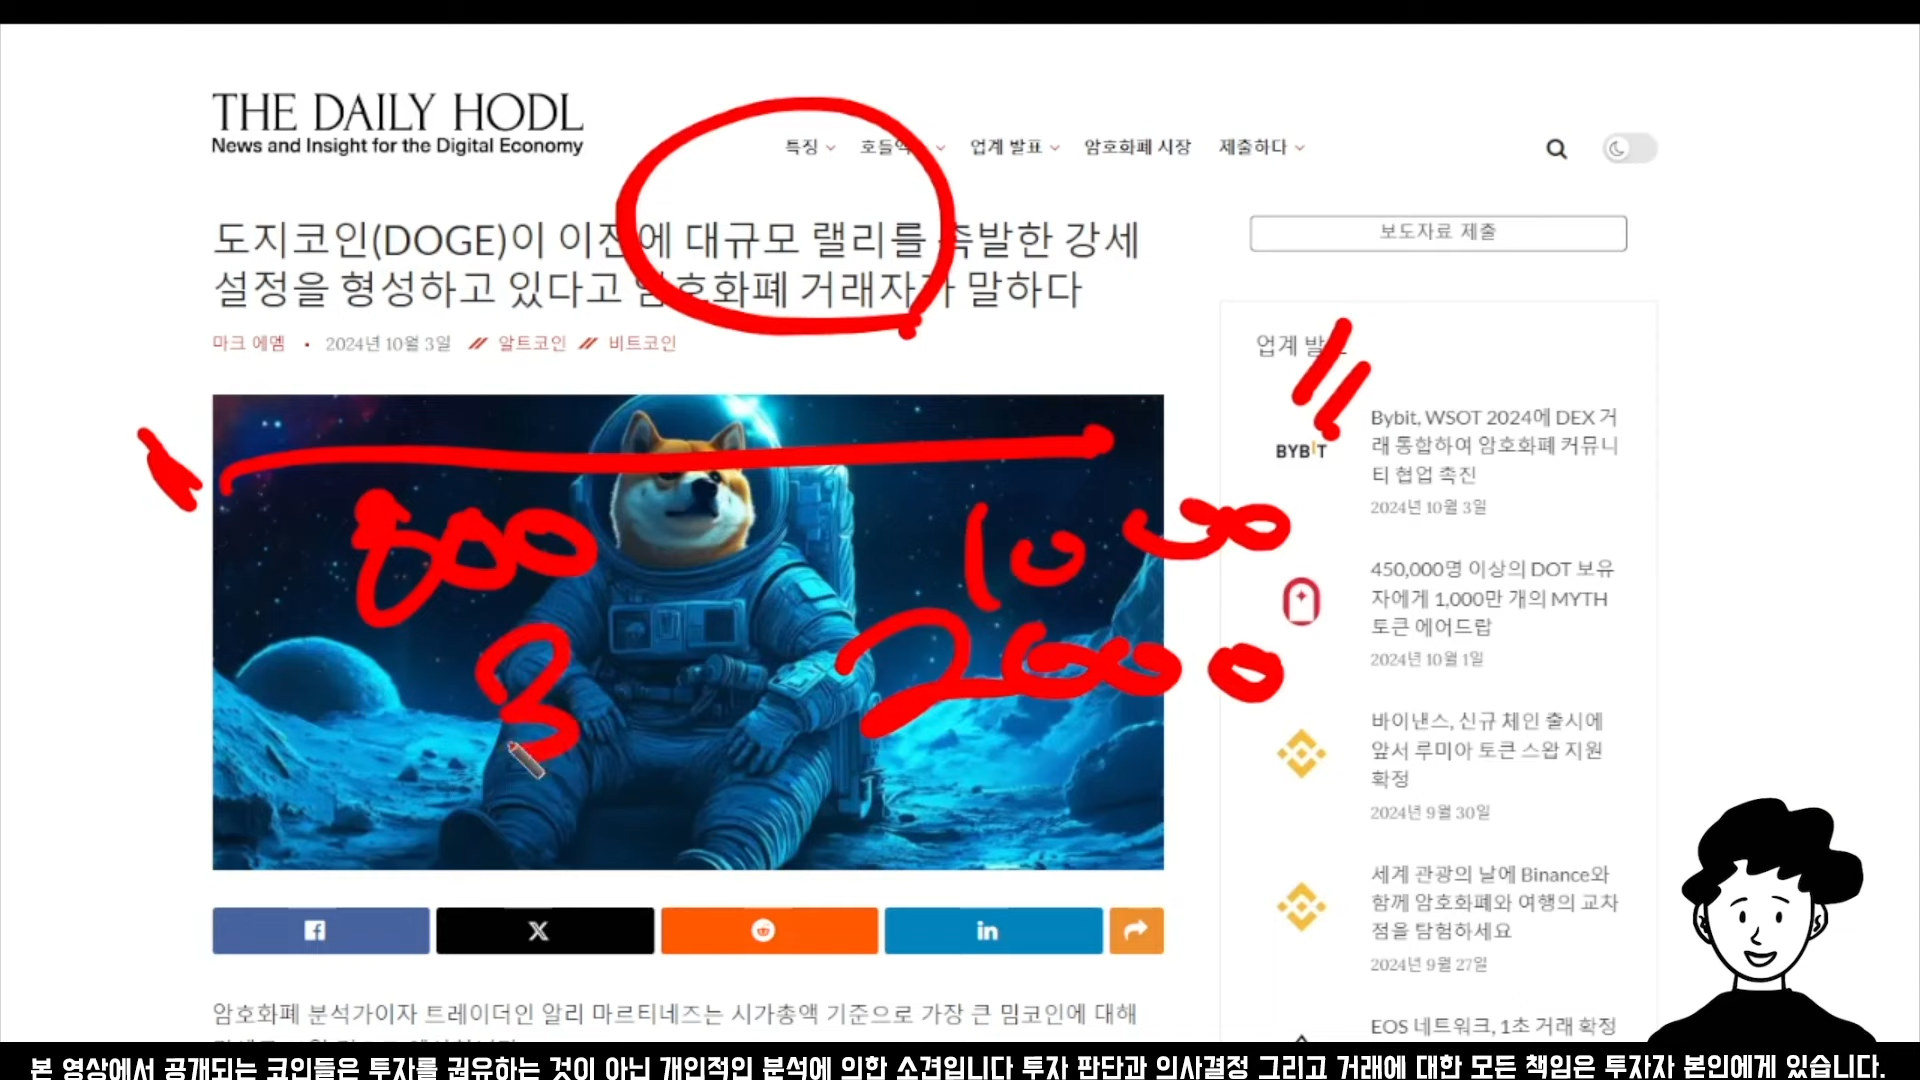 THE DAILY HODL
News and Insight for the Digital Economy
특징
업계 발표
암호화폐 시장
제출하다
도지코인(DOGE)이 이전에 대규모 랠리를 촉발한 강세
설정을 형성하고 있다고 암호화폐 거래자가 말하다
마크 에뎀 • 2024년 10월 3일 // 알트코인 // 비트코인
보도자료 제출
업계 발표
BYBIT
Bybit, WSOT 2024에 DEX 거
래 통합하여 암호화폐 커뮤니
티 협업 촉진
2024년 10월 3일
800
1000
3
2000
450,000명 이상의 DOT 보유
자에게 1,000만 개의 MYTH
토큰 에어드랍
2024년 10월 1일
바이낸스, 신규 체인 출시에
앞서 루미아 토큰 스왑 지원
확정
2024년 9월 30일
세계 관광의 날에 Binance와
함께 암호화폐와 여행의 교차
점을 탐험하세요
2024년 9월 27일
EOS 네트워크, 1초 거래 확정
암호화폐 분석가이자 트레이더인 알리 마르티네즈는 시가총액 기준으로 가장 큰 밈코인에 대해
본 영상에서 공개되는 코인들은 투자를 권유하는 것이 아닌 개인적인 분석에 의한 소견입니다 투자 판단과 의사결정 그리고 거래에 대한 모든 책임은 투자자 본인에게 있습니다.